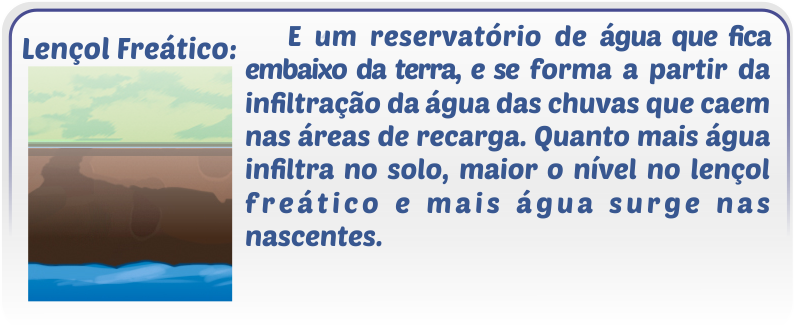 Lençol Freático:
E um reservatório de água que fica
embaixo da terra, e se forma a partir da
infiltração da água das chuvas que caem
nas áreas de recarga. Quanto mais água
infiltra no solo, maior o nível no lençol
freático e mais água surge nas
nascentes.